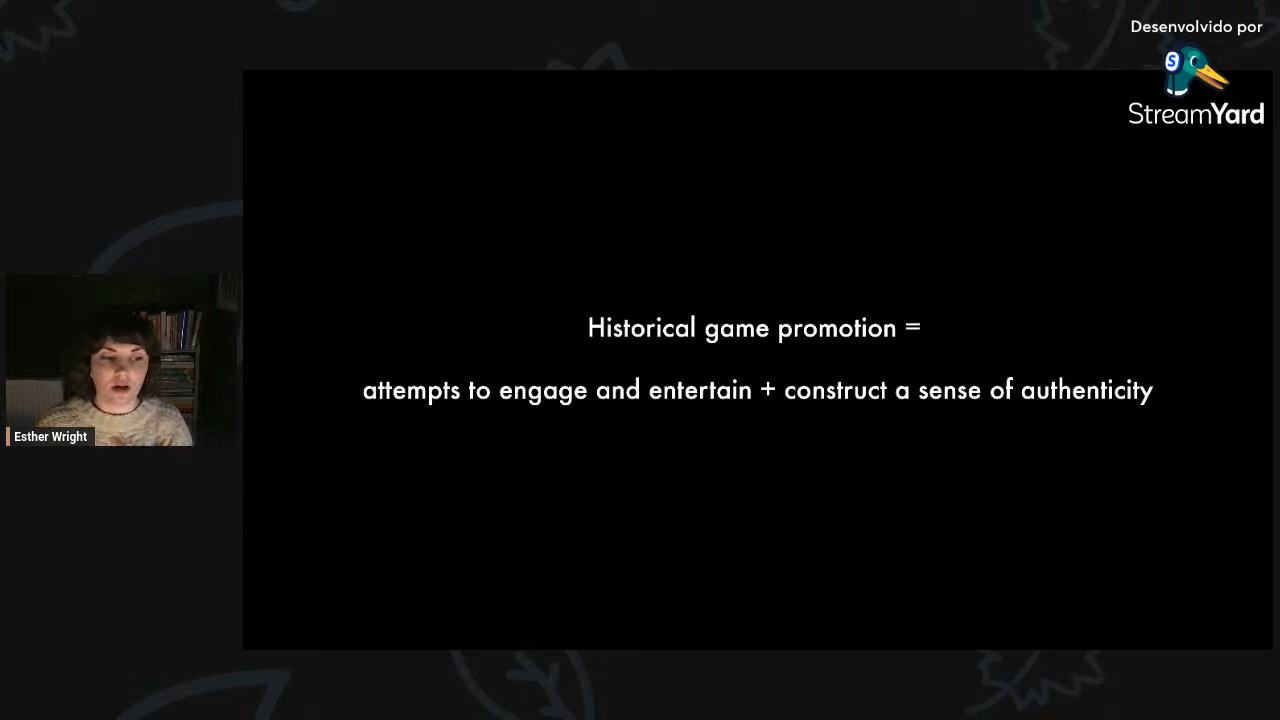 Desenvolvido por
StreamYard
Historical game promotion =
attempts to engage and entertain + construct a sense of authenticity
Esther Wright